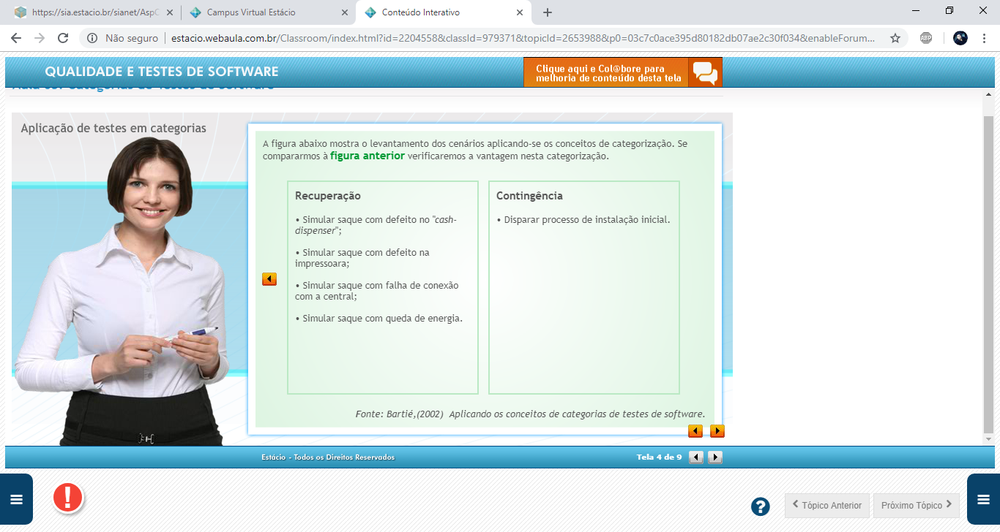 https://sia.estacio.br/sianet/AspC
Campus Virtual Estácio
Conteúdo Interativo
Não seguro
estacio.webaula.com.br/Classroom/index.html?id=2204558&classId=979371&topicId=2653988&p0=03c7c0ace395d80182db07ae2c30f034&enableForum...
ABP
QUALIDADE E TESTES DE SOFTWARE
Clique aqui e Col@bore para
melhoria de conteúdo desta tela
Categorias de Testes de Software
Aplicação de testes em categorias
A figura abaixo mostra o levantamento dos cenários aplicando-se os conceitos de categorização. Se
compararmos à figura anterior verificaremos a vantagem nesta categorização.
Recuperação
• Simular saque com defeito no "cash-
dispenser";
• Simular saque com defeito na
impressoara;
• Simular saque com falha de conexão
com a central;
• Simular saque com queda de energia.
Contingência
• Disparar processo de instalação inicial.
Fonte: Bartié,(2002) Aplicando os conceitos de categorias de testes de software.
Estácio - Todos os Direitos Reservados
Tela 4 de 9
!
?
Tópico Anterior
Próximo Tópico